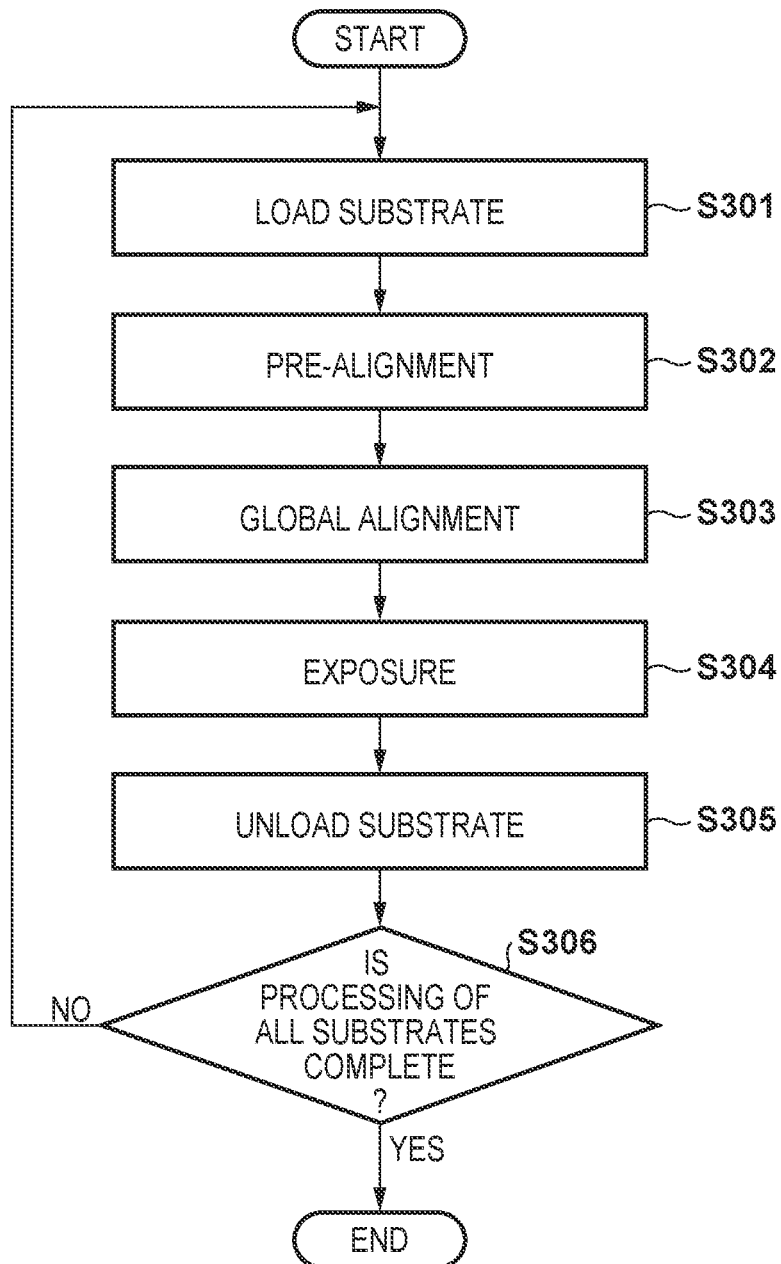 START
LOAD SUBSTRATE
S301
PRE-ALIGNMENT
S302
GLOBAL ALIGNMENT
S303
EXPOSURE
S304
UNLOAD SUBSTRATE
S305
S306
IS
PROCESSING OF
ALL SUBSTRATES
COMPLETE
?
NO
YES
END